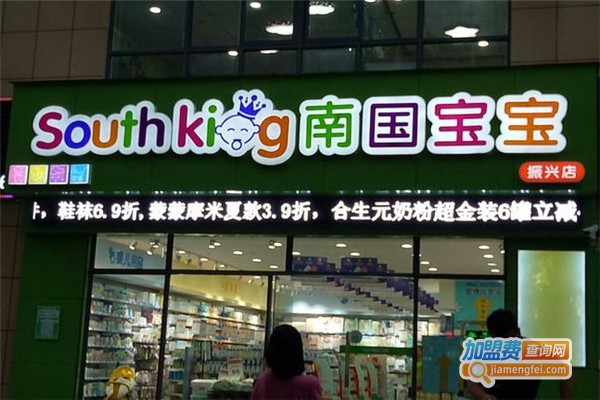 South king 南国宝宝
振兴店
鞋袜6.9折, 蒙蒙摩米夏款3.9折, 合生元奶粉超金装6罐立减
加盟费查询网
jiamengfei.com